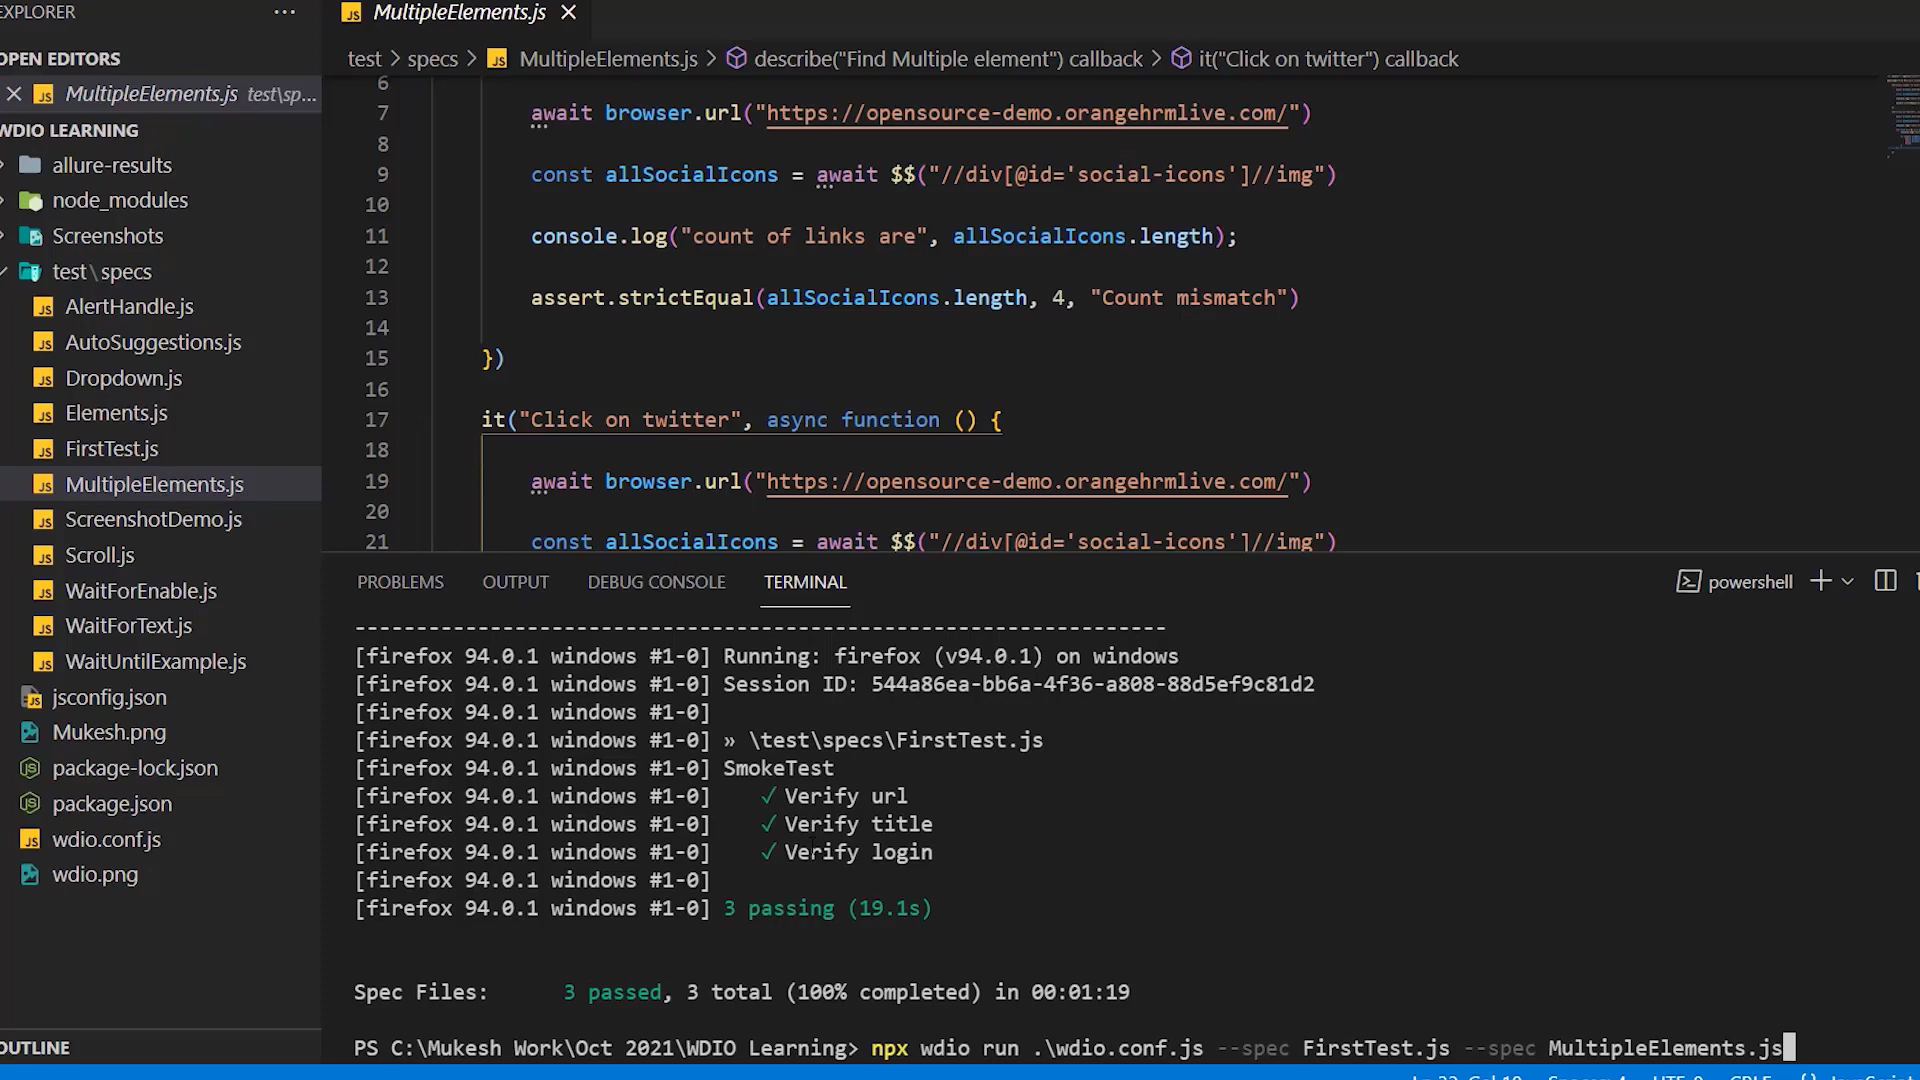 EXPLORER
OPEN EDITORS
MultipleElements.js test\sp...
WDIO LEARNING
allure-results
node_modules
Screenshots
test\specs
AlertHandle.js
AutoSuggestions.js
Dropdown.js
Elements.js
FirstTest.js
MultipleElements.js
ScreenshotDemo.js
Scroll.js
WaitForEnable.js
WaitForText.js
WaitUntilExample.js
jsconfig.json
Mukesh.png
package-lock.json
package.json
wdio.conf.js
wdio.png
OUTLINE
MultipleElements.js
test > specs > MultipleElements.js > describe("Find Multiple element") callback > it("Click on twitter") callback
6
7 await browser.url("https://opensource-demo.orangehrmlive.com/")
8
9 const allSocialIcons = await $$("//div[@id='social-icons']//img")
10
11 console.log("count of links are", allSocialIcons.length);
12
13 assert.strictEqual(allSocialIcons.length, 4, "Count mismatch")
14
15 })
16
17 it("Click on twitter", async function () {
18
19 await browser.url("https://opensource-demo.orangehrmlive.com/")
20
21 const allSocialIcons = await $$("//div[@id='social-icons']//img")
PROBLEMS OUTPUT DEBUG CONSOLE TERMINAL powershell
------------------------------------------------------------------
[firefox 94.0.1 windows #1-0] Running: firefox (v94.0.1) on windows
[firefox 94.0.1 windows #1-0] Session ID: 544a86ea-bb6a-4f36-a808-88d5ef9c81d2
[firefox 94.0.1 windows #1-0]
[firefox 94.0.1 windows #1-0] » \test\specs\FirstTest.js
[firefox 94.0.1 windows #1-0] SmokeTest
[firefox 94.0.1 windows #1-0] ✓ Verify url
[firefox 94.0.1 windows #1-0] ✓ Verify title
[firefox 94.0.1 windows #1-0] ✓ Verify login
[firefox 94.0.1 windows #1-0]
[firefox 94.0.1 windows #1-0] 3 passing (19.1s)
Spec Files: 3 passed, 3 total (100% completed) in 00:01:19
PS C:\Mukesh Work\Oct 2021\WDIO Learning> npx wdio run .\wdio.conf.js --spec FirstTest.js --spec MultipleElements.js